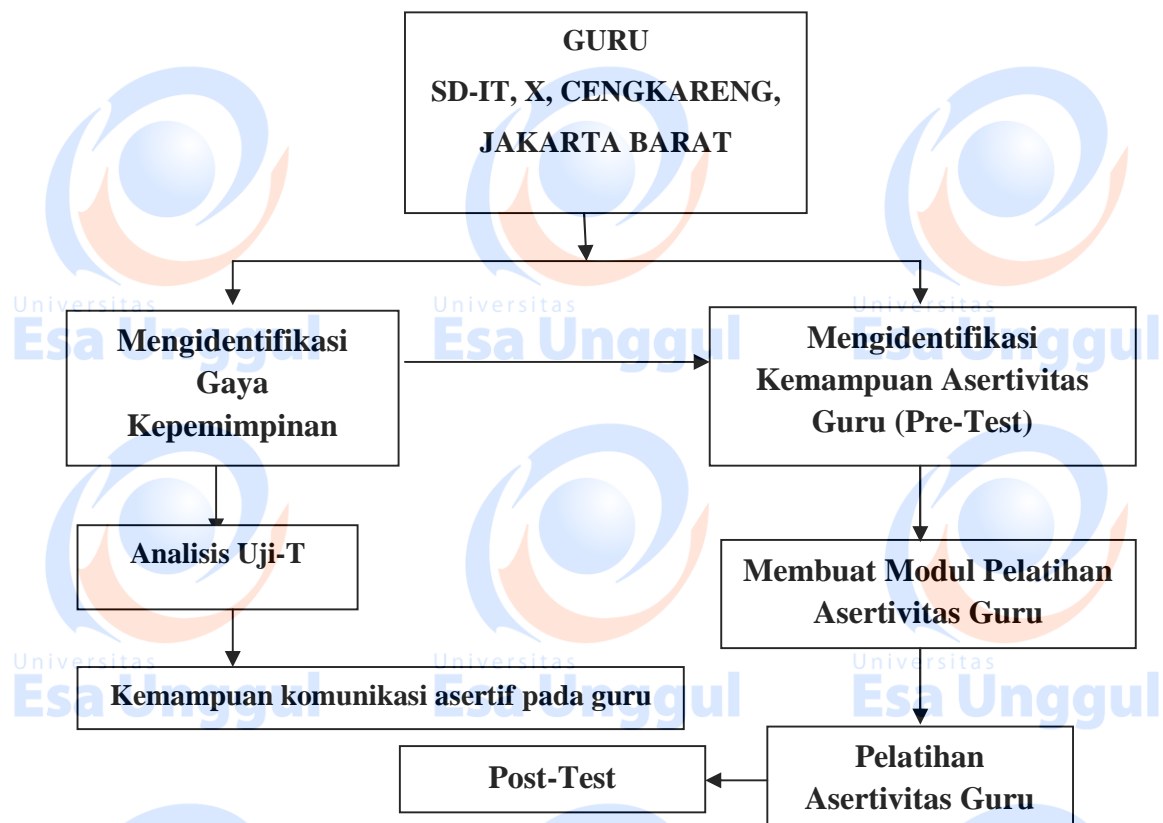 GURU
SD-IT, X, CENGKARENG,
JAKARTA BARAT
Universitas
Esa Unggul
Universitas
Esa Unggul
Universitas
Esa Unggul
Mengidentifikasi
Gaya
Kepemimpinan
Mengidentifikasi
Kemampuan Asertivitas
Guru (Pre-Test)
Analisis Uji-T
Membuat Modul Pelatihan
Asertivitas Guru
Universitas
Esa Unggul
Universitas
Esa Unggul
Universitas
Esa Unggul
Kemampuan komunikasi asertif pada guru
Post-Test
Pelatihan
Asertivitas Guru